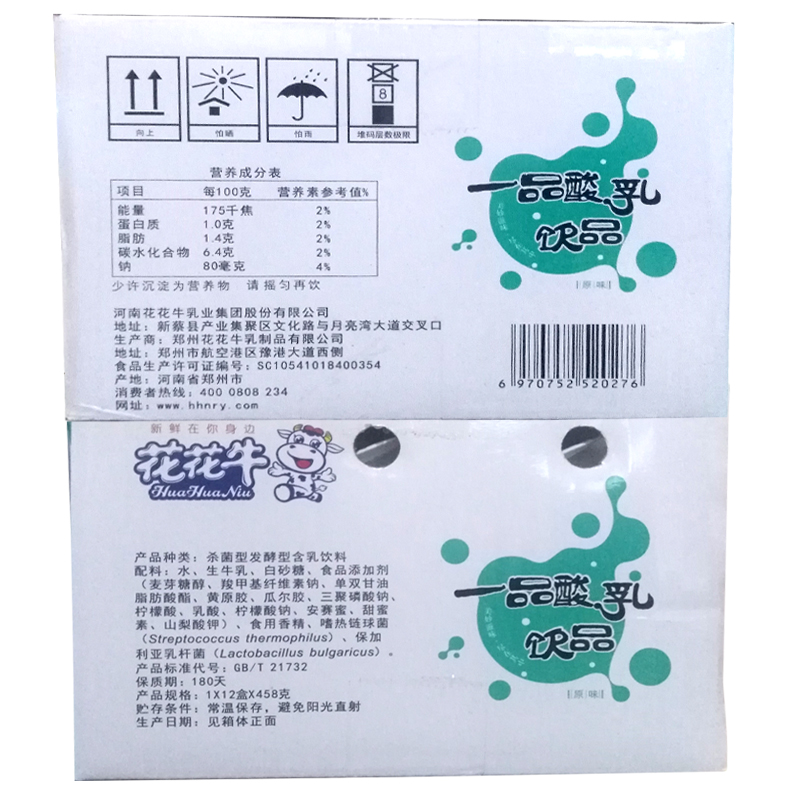 向上 怕晒 怕雨 堆码层数极限
8
营养成分表
项目 每100克 营养素参考值%
能量 175千焦 2%
蛋白质 1.0克 2%
脂肪 1.4克 2%
碳水化合物 6.4克 2%
钠 80毫克 4%
少许沉淀为营养物 请摇匀再饮
河南花花牛乳业集团股份有限公司
地址：新蔡县产业集聚区文化路与月亮湾大道交叉口
生产商：郑州花花牛乳制品有限公司
地址：郑州市航空港区豫港大道西侧
食品生产许可证编号：SC10541018400354
产地：河南省郑州市
消费者热线：400 0808 234
网址：www.hhnry.com
一品酸乳
饮品
原味
6 970752 520276
新鲜在你身边
花花牛
HuaHuaNiu
产品种类：杀菌型发酵型含乳饮料
配料：水、生牛乳、白砂糖、食品添加剂
（麦芽糖醇、羧甲基纤维素钠、单双甘油
脂肪酸酯、黄原胶、瓜尔胶、三聚磷酸钠、
柠檬酸、乳酸、柠檬酸钠、安赛蜜、甜蜜
素、山梨酸钾）、食用香精、嗜热链球菌
（Streptococcus thermophilus）、保加
利亚乳杆菌（Lactobacillus bulgaricus）。
产品标准代号：GB/T 21732
保质期：180天
产品规格：1X12盒X458克
贮存条件：常温保存，避免阳光直射
生产日期：见箱体正面
一品酸乳
饮品
原味